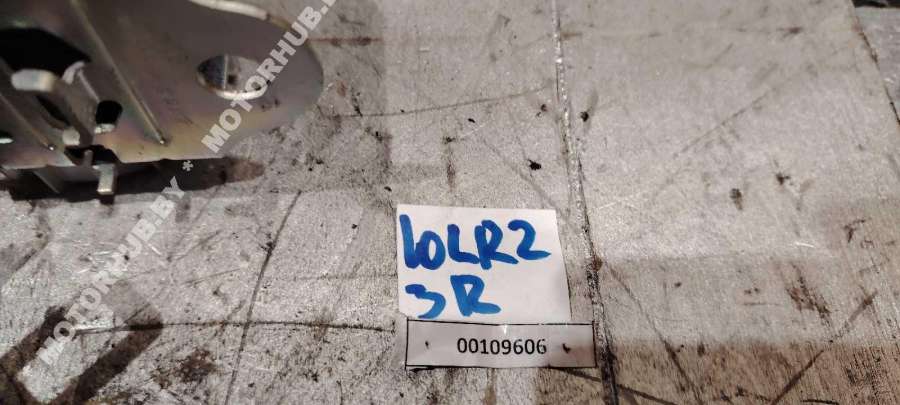 MOTORHUB.BY * MOTORHUB.BY
10LR2
3R
00109606